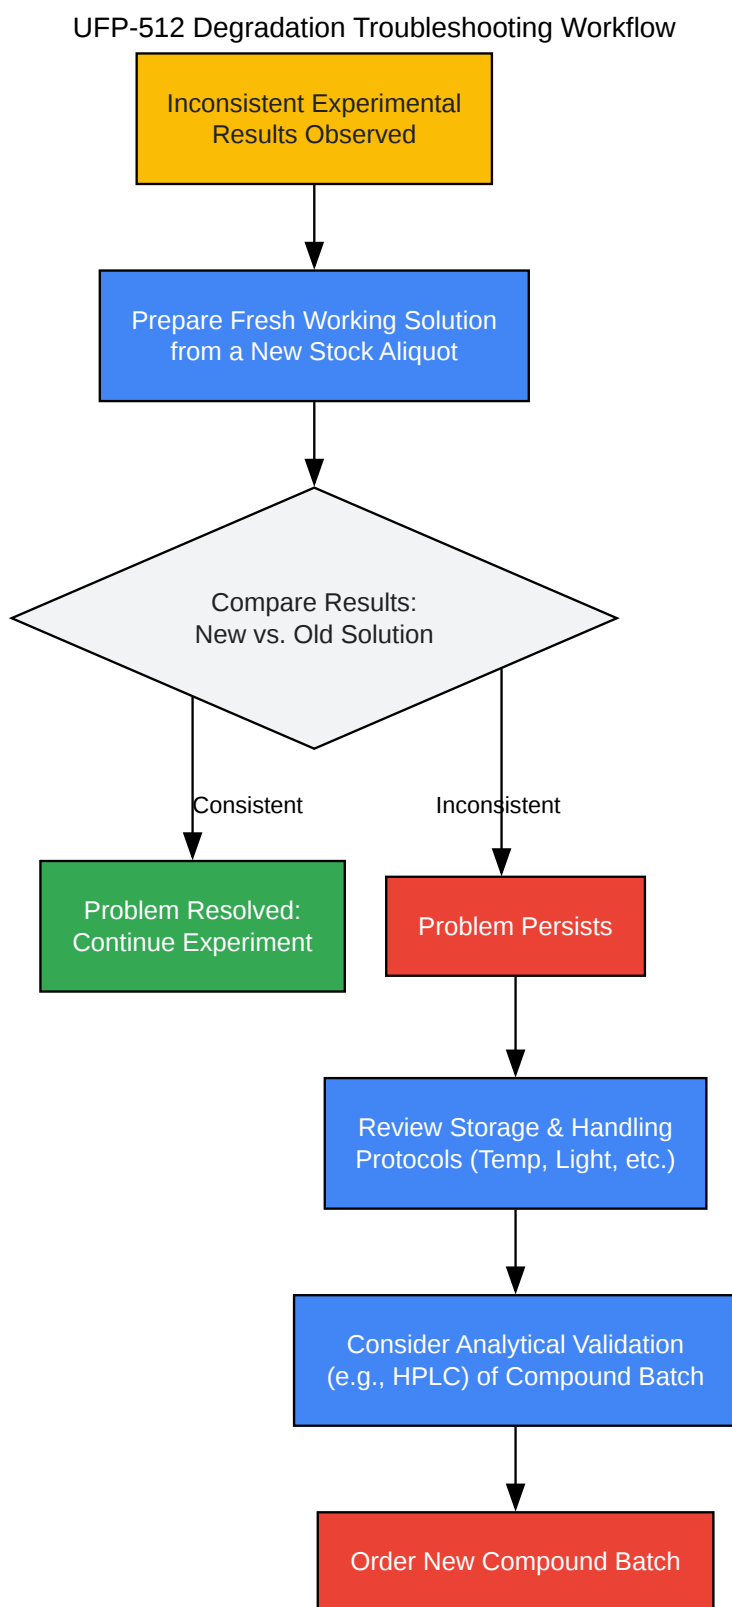 UFP-512 Degradation Troubleshooting Workflow
Inconsistent Experimental
Results Observed
Prepare Fresh Working Solution
from a New Stock Aliquot
Compare Results:
New vs. Old Solution
Consistent
Inconsistent
Problem Resolved:
Continue Experiment
Problem Persists
Review Storage & Handling
Protocols (Temp, Light, etc.)
Consider Analytical Validation
(e.g., HPLC) of Compound Batch
Order New Compound Batch